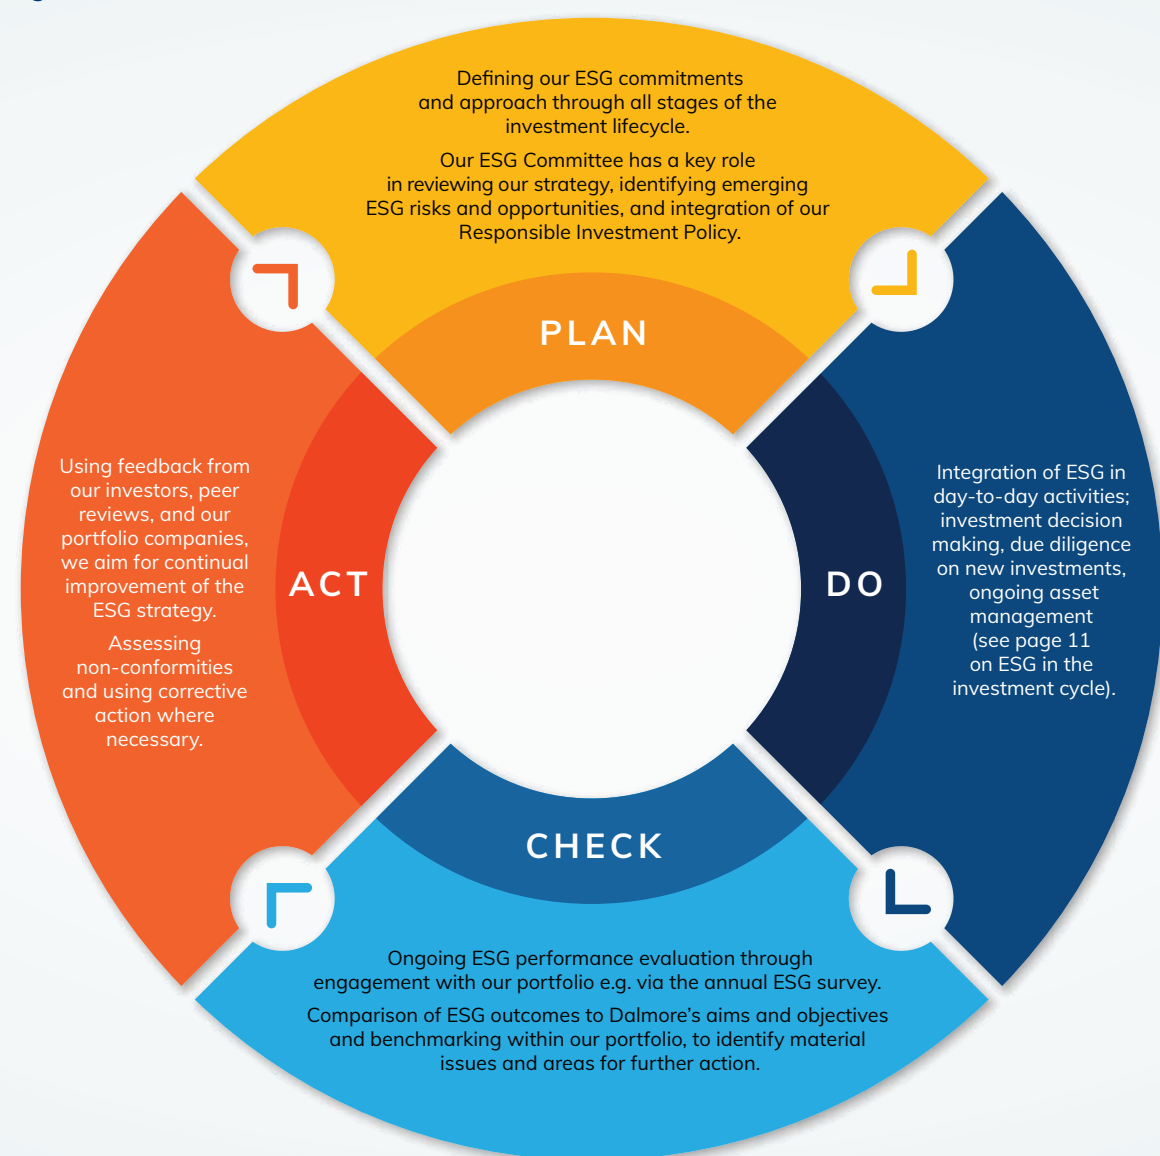 Defining our ESG commitments
and approach through all stages of the
investment lifecycle.
Our ESG Committee has a key role
in reviewing our strategy, identifying emerging
ESG risks and opportunities, and integration of our
Responsible Investment Policy.
PLAN
Integration of ESG in
day-to-day activities;
investment decision
making, due diligence
on new investments,
ongoing asset
management
(see page 11
on ESG in the
investment cycle).
DO
CHECK
Ongoing ESG performance evaluation through
engagement with our portfolio e.g. via the annual ESG survey.
Comparison of ESG outcomes to Dalmore’s aims and objectives
and benchmarking within our portfolio, to identify material
issues and areas for further action.
Using feedback from
our investors, peer
reviews, and our
portfolio companies,
we aim for continual
improvement of the
ESG strategy.
Assessing
non-conformities
and using corrective
action where
necessary.
ACT